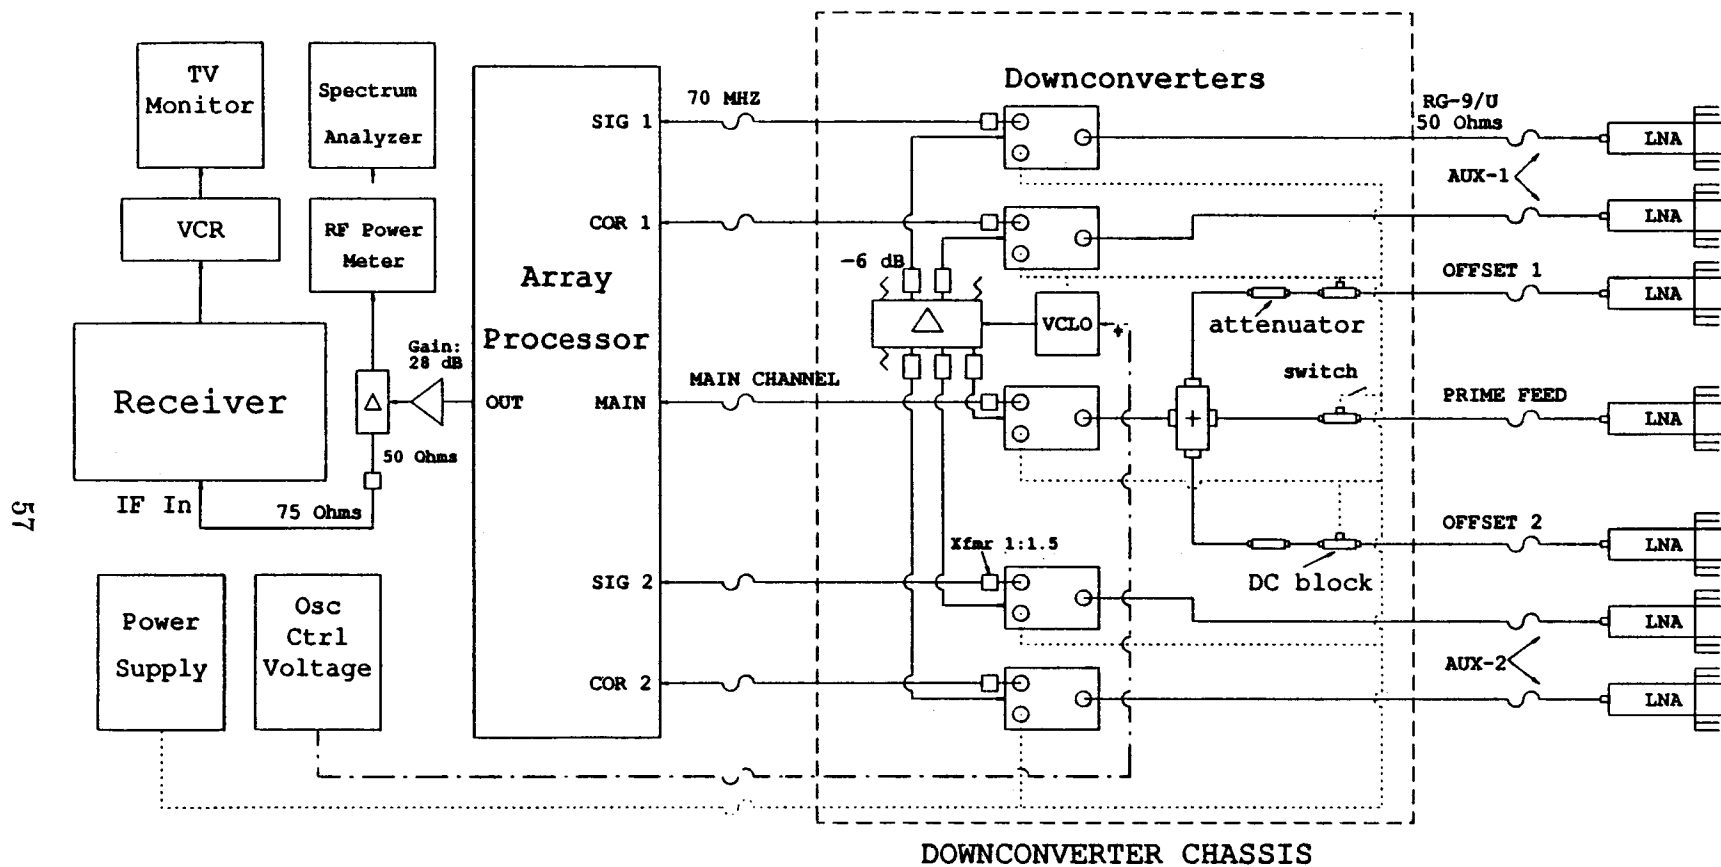 TV
Monitor
Spectrum
Analyzer
VCR
RF Power
Meter
Receiver
IF In
75 Ohms
50 Ohms
Gain:
28 dB
Power
Supply
Osc
Ctrl
Voltage
Array
Processor
OUT
SIG 1
COR 1
MAIN
SIG 2
COR 2
70 MHZ
MAIN CHANNEL
Downconverters
-6 dB
VCLO
Xfmr 1:1.5
attenuator
switch
DC block
RG-9/U
50 Ohms
AUX-1
OFFSET 1
PRIME FEED
OFFSET 2
AUX-2
LNA
LNA
LNA
LNA
LNA
LNA
LNA
DOWNCONVERTER CHASSIS
57